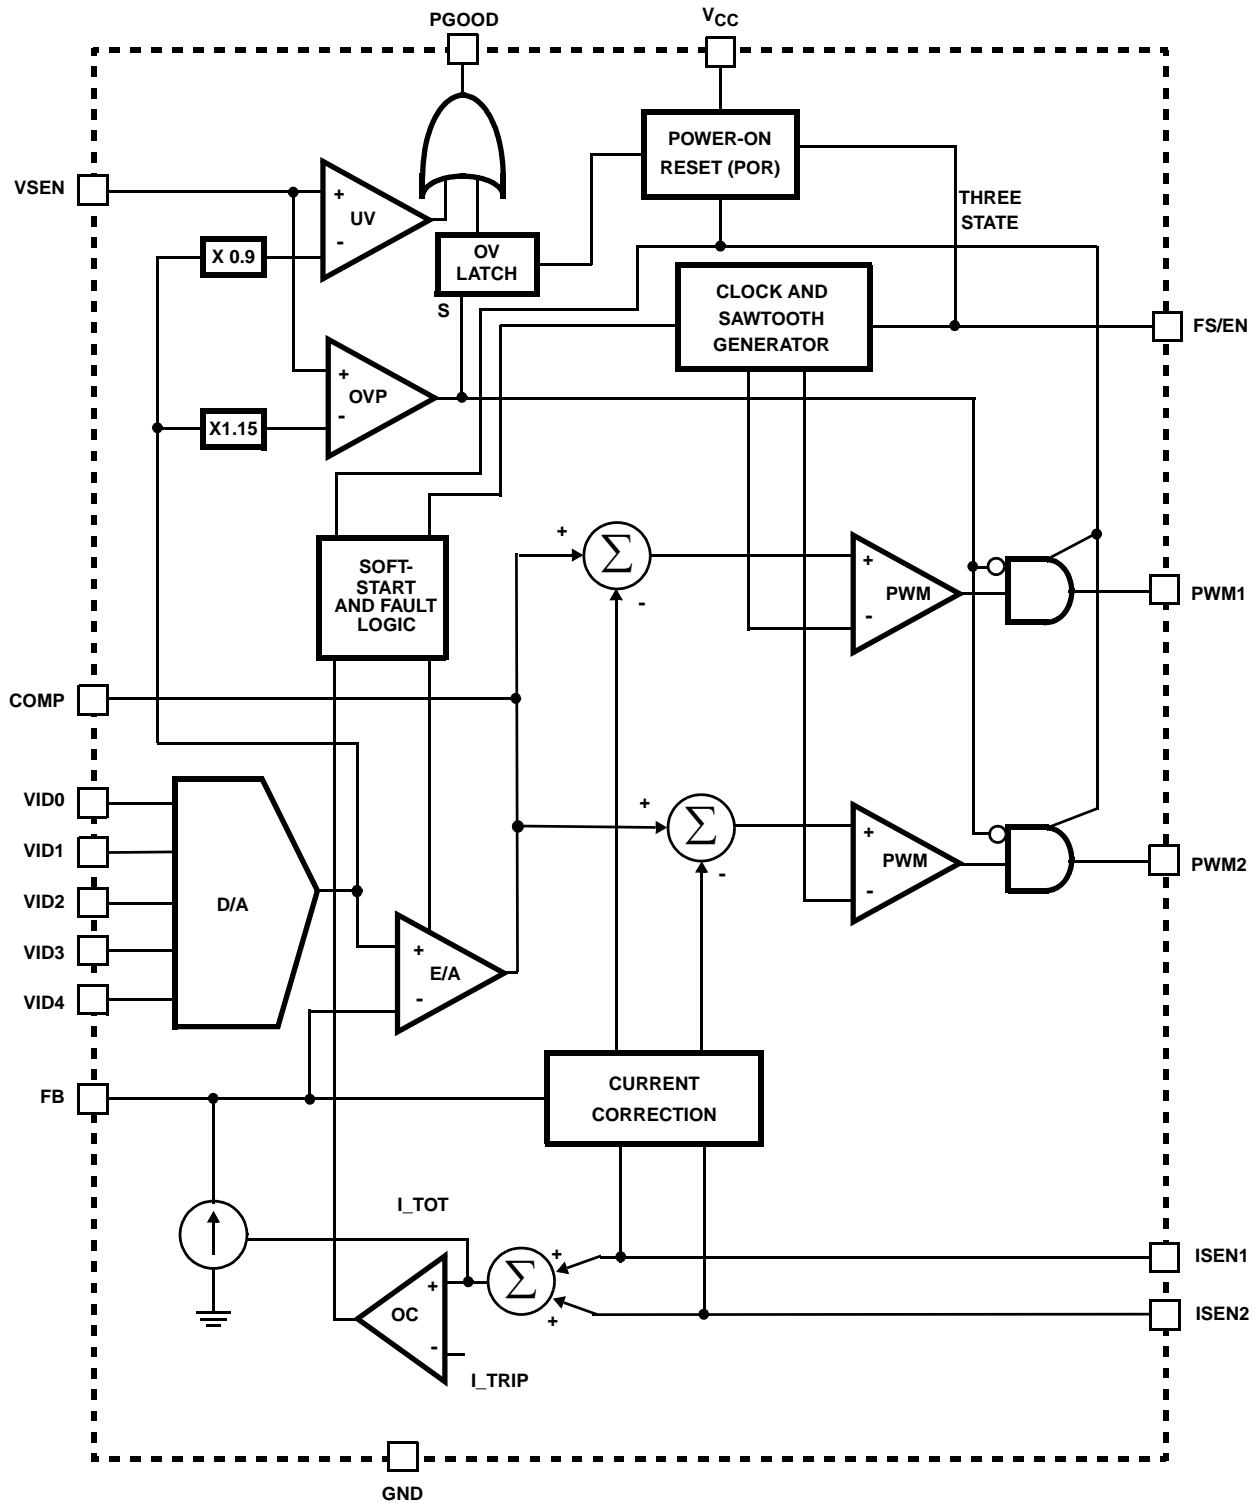 PGOOD
VCC
POWER-ON
RESET (POR)
VSEN
+
UV
-
THREE
STATE
X 0.9
OV
LATCH
S
CLOCK AND
SAWTOOTH
GENERATOR
FS/EN
+
OVP
-
X1.15
SOFT-
START
AND FAULT
LOGIC
+
Σ
-
+
PWM
-
PWM1
COMP
VID0
VID1
VID2
VID3
VID4
D/A
+
Σ
-
+
PWM
-
PWM2
+
E/A
-
FB
CURRENT
CORRECTION
I_TOT
+
Σ
+
ISEN1
ISEN2
+
OC
-
I_TRIP
GND